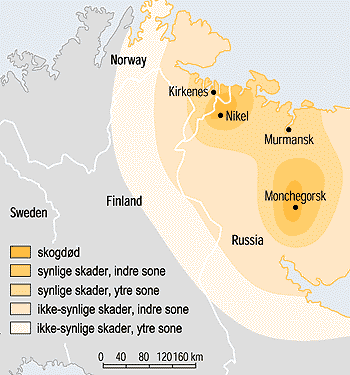 Norway
Kirkenes
Nikel
Murmansk
Monchegorsk
Finland
Sweden
Russia
skogdød
synlige skader, indre sone
synlige skader, ytre sone
ikke-synlige skader, indre sone
ikke-synlige skader, ytre sone
0 40 80 120 160 km